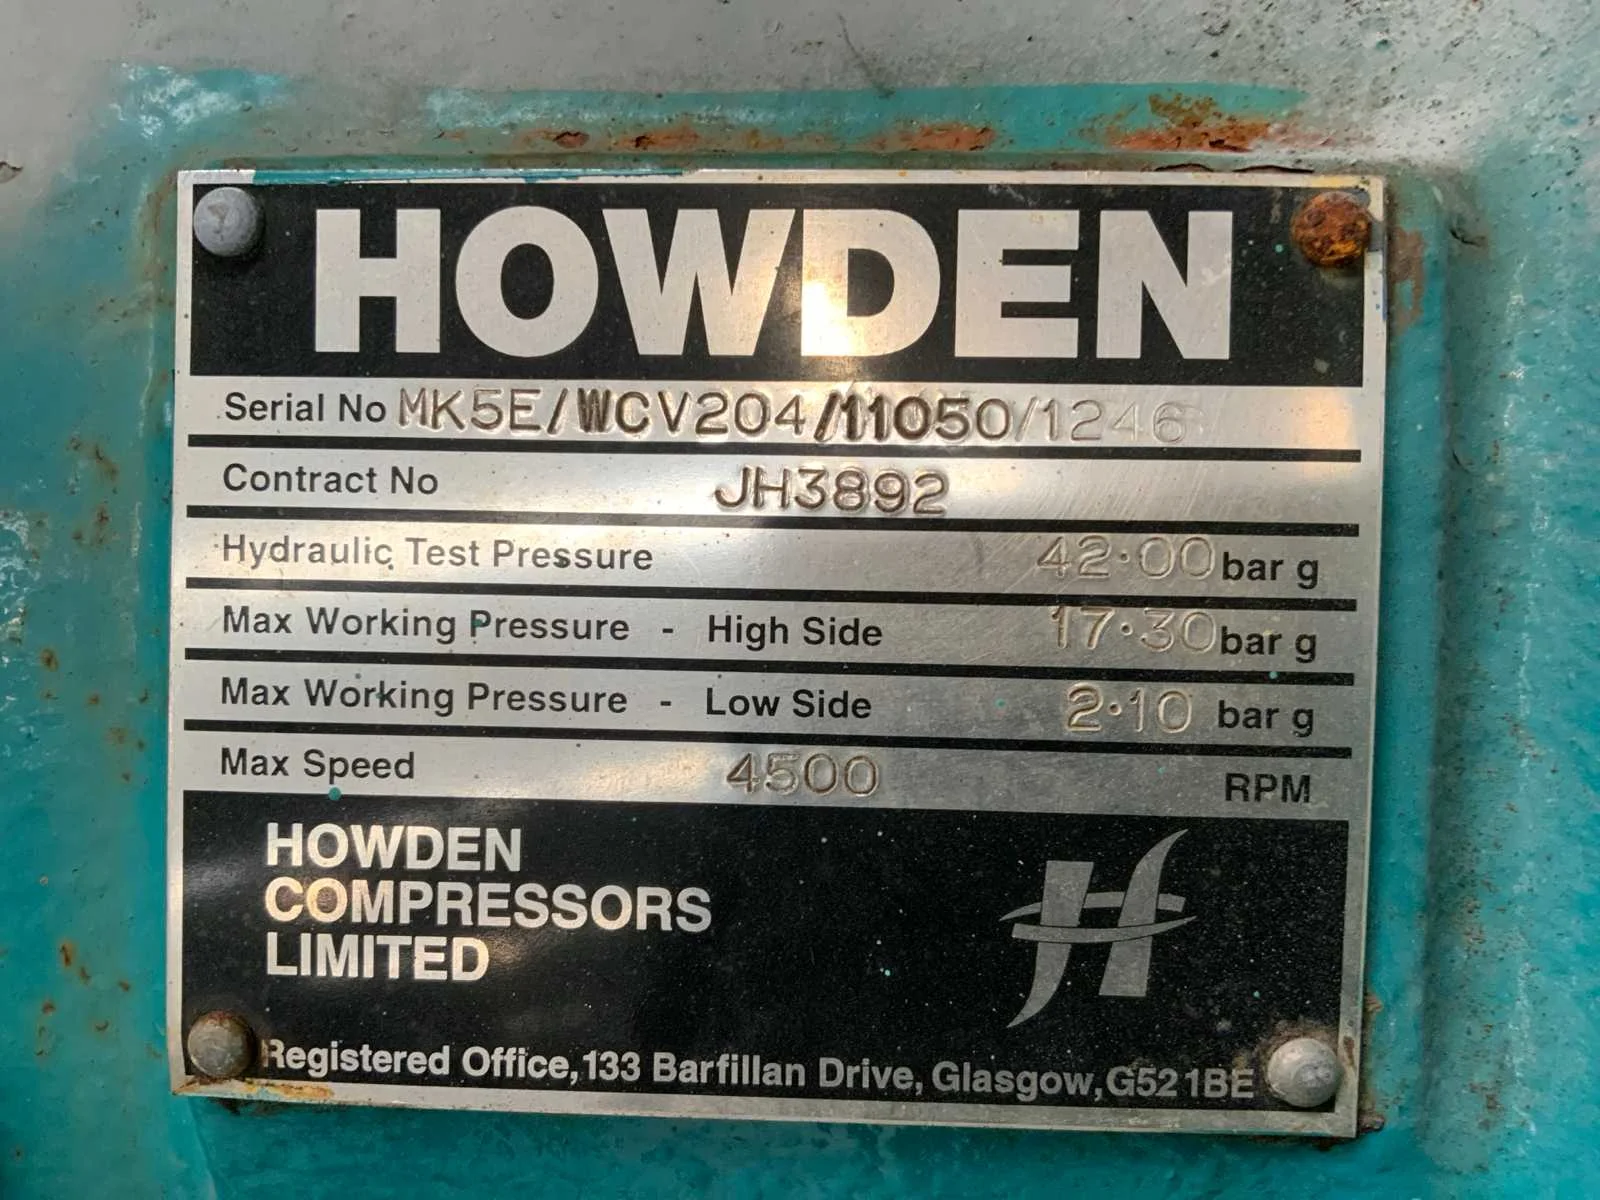 HOWDEN
Serial No MK5E/WCV204/11050/1246
Contract No JH3892
Hydraulic Test Pressure 42·00 bar g
Max Working Pressure - High Side 17·30 bar g
Max Working Pressure - Low Side 2·10 bar g
Max Speed 4500 RPM
HOWDEN
COMPRESSORS
LIMITED
Registered Office, 133 Barfillan Drive, Glasgow, G52 1BE